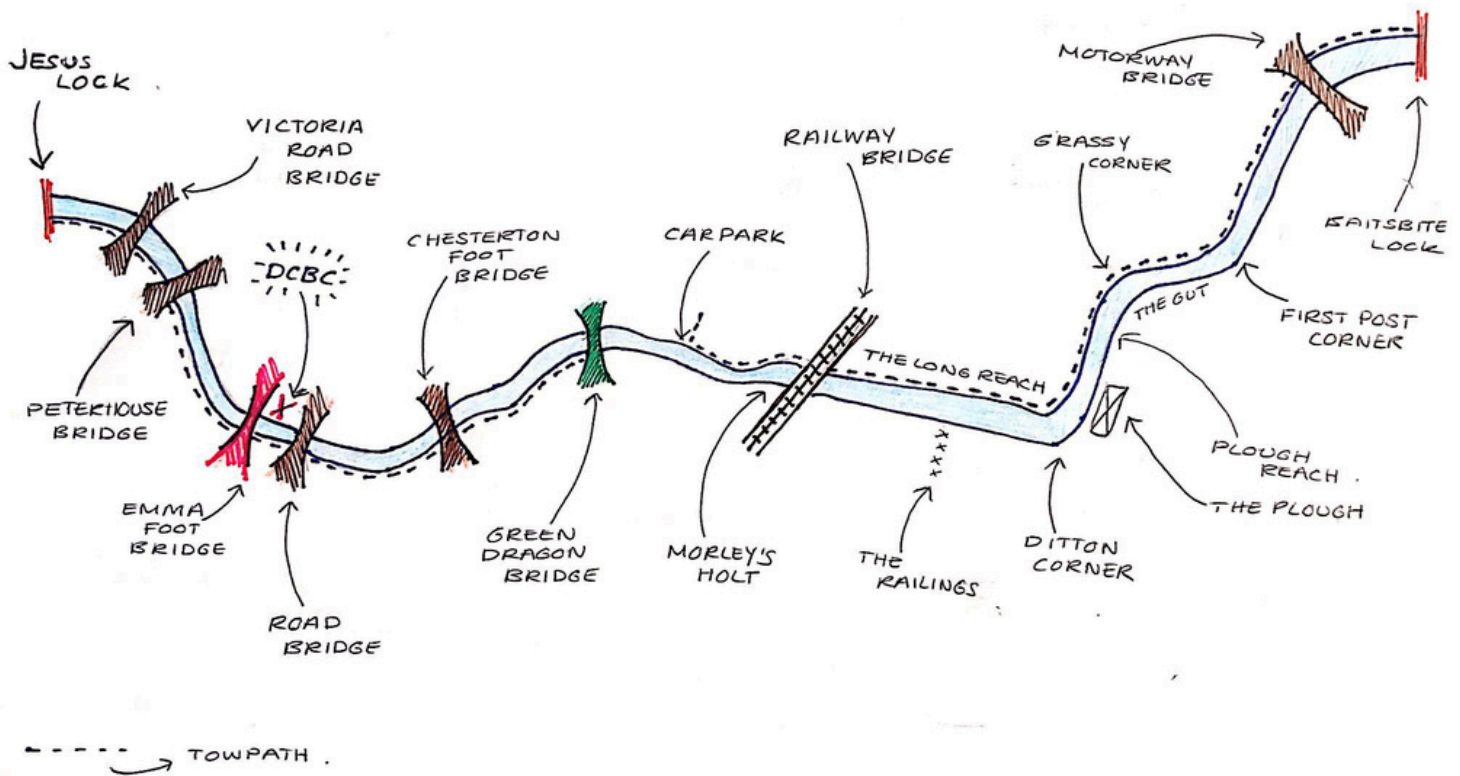 JESUS
LOCK.
VICTORIA
ROAD
BRIDGE
DCBC
PETERHOUSE
BRIDGE
EMMA
FOOT
BRIDGE
ROAD
BRIDGE
CHESTERTON
FOOT
BRIDGE
GREEN
DRAGON
BRIDGE
CARPARK
MORLEY'S
HOLT
RAILWAY
BRIDGE
THE LONG REACH
THE
RAILINGS
DITTON
CORNER
GRASSY
CORNER
THE GUT
PLOUGH
REACH.
THE PLOUGH
FIRST POST
CORNER
MOTORWAY
BRIDGE
BAITSBITE
LOCK
TOWPATH.